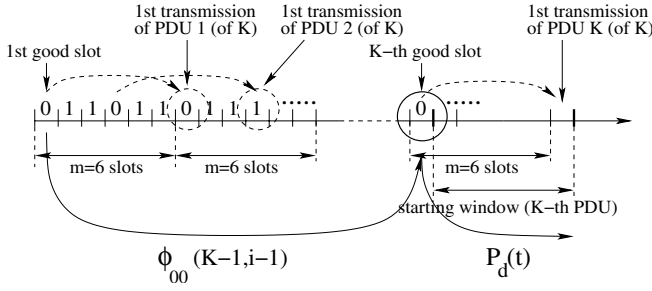 1st transmission
of PDU 1 (of K)
1st transmission
of PDU 2 (of K)
1st transmission
of PDU K (of K)
1st good slot
K-th good slot
0 1 1 0 1 1 0 1 1 1 ......
0 .....
m=6 slots
m=6 slots
m=6 slots
starting window (K-th PDU)
ϕ00 (K-1,i-1)
Pd(t)